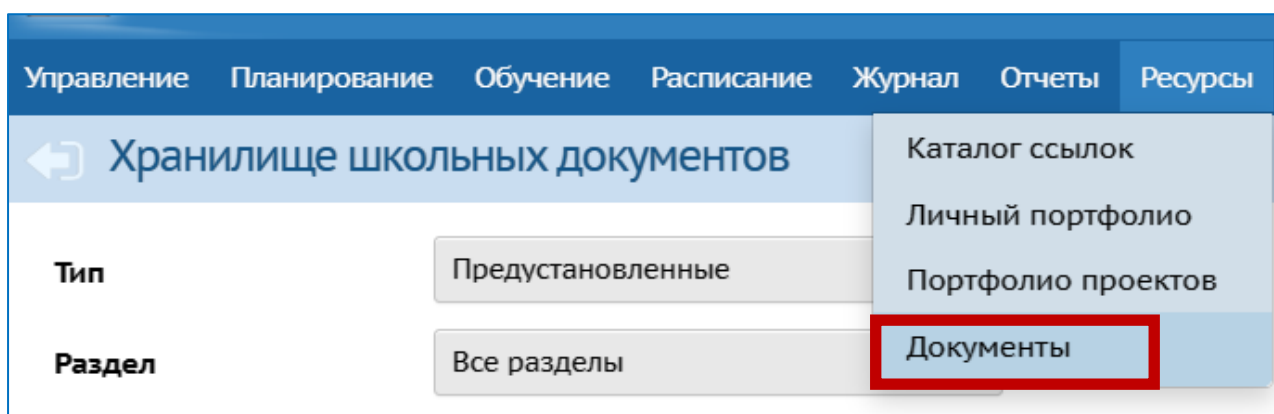 Управление Планирование Обучение Расписание Журнал Отчеты Ресурсы
Хранилище школьных документов
Каталог ссылок
Личный портфолио
Тип Предустановленные
Портфолио проектов
Документы
Раздел Все разделы